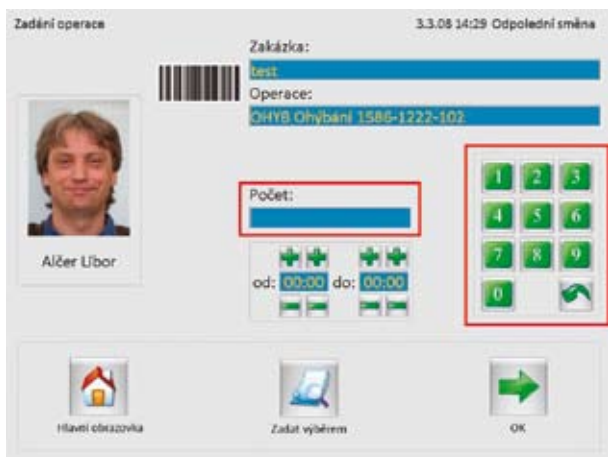 Zadání operace
3.3.08 14:29 Odpolední směna
Zakázka:
test
Operace:
OHYB Ohýbání 1586-1222-102
Počet:
1 2 3
4 5 6
7 8 9
0
Alčer Libor
od: 00:00 do: 00:00
Hlavní obrazovka
Zadat výběrem
OK